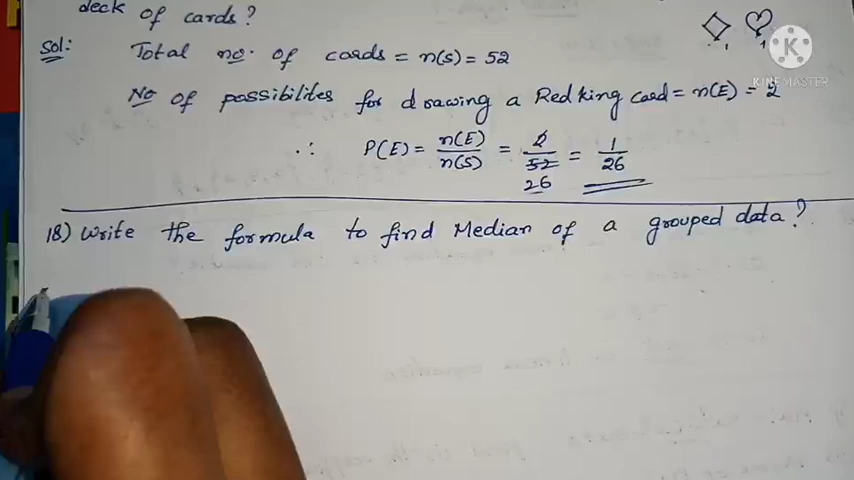 deck of cards?
Sol: Total no. of cards = n(S) = 52
No of possibilites for drawing a Red king card = n(E) = 2
∴ P(E) = n(E)/n(S) = 2/52 = 1/26
26
18) Write the formula to find Median of a grouped data?
K
KINEMASTER